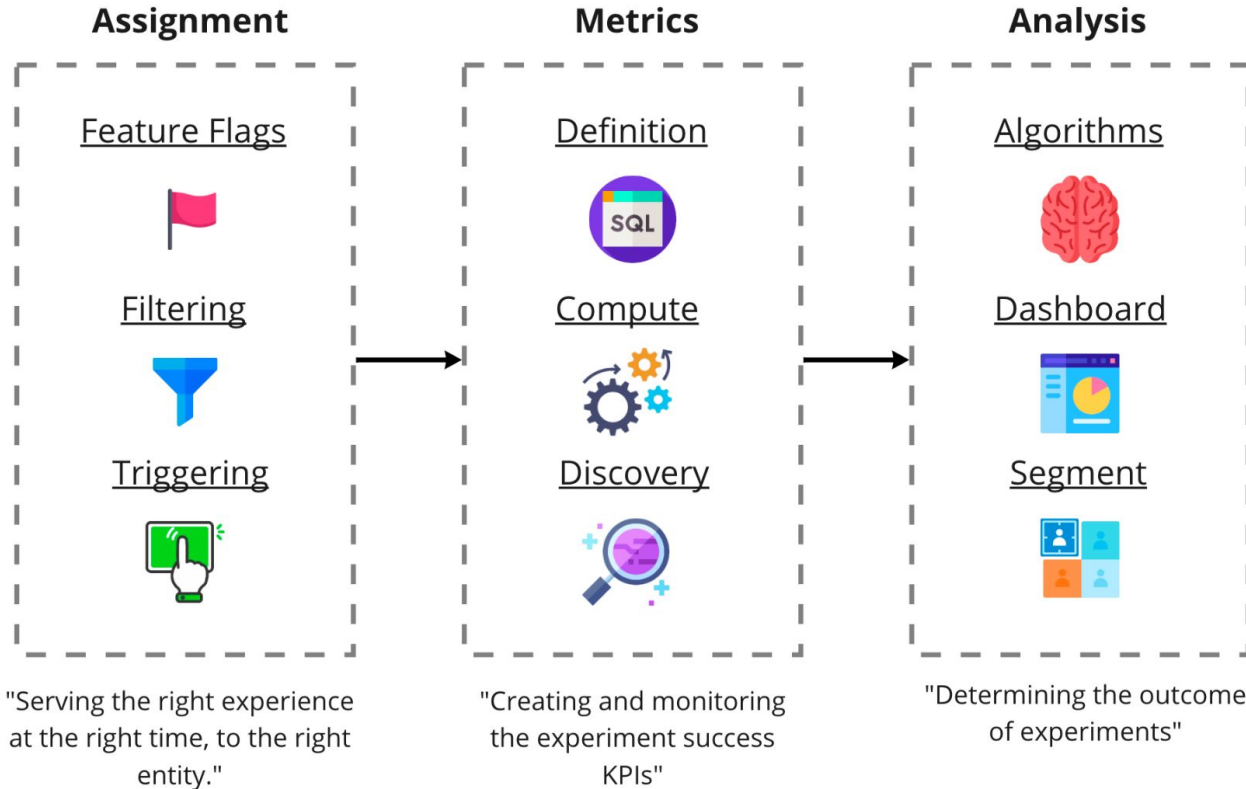 Assignment
Metrics
Analysis
Feature Flags
Filtering
Triggering
Definition
SQL
Compute
Discovery
Algorithms
Dashboard
Segment
"Serving the right experience
at the right time, to the right
entity."
"Creating and monitoring
the experiment success
KPIs"
"Determining the outcome
of experiments"